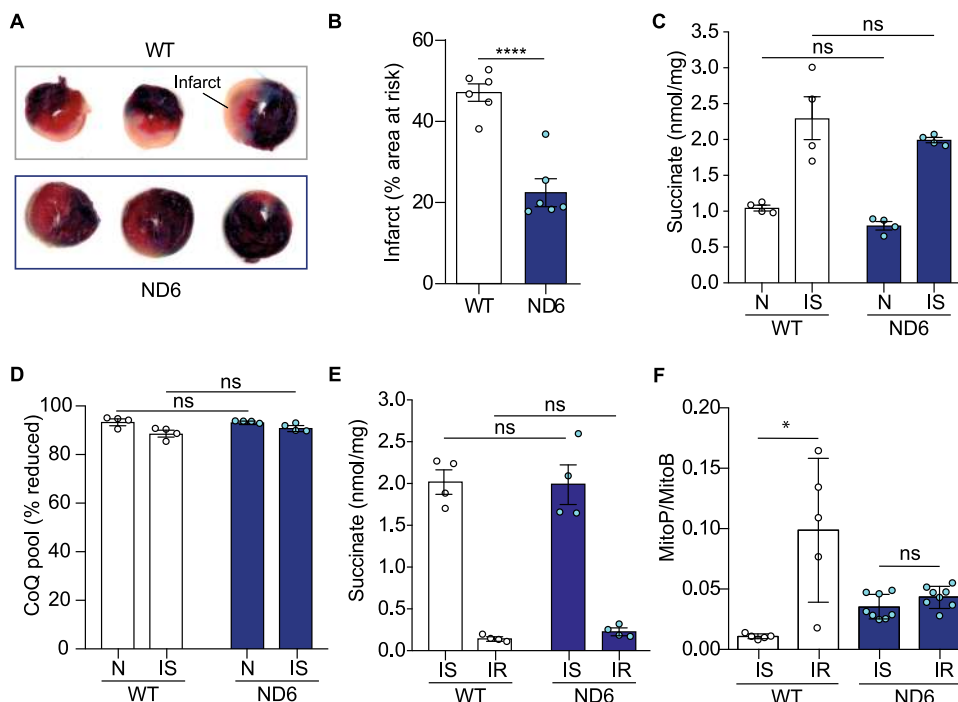 A
WT
Infarct
ND6
B
Infarct (% area at risk)
60
40
20
0
****
WT
ND6
C
Succinate (nmol/mg)
3.5
3.0
2.5
2.0
1.5
1.0
0.5
0.0
ns
ns
N
IS
N
IS
WT
ND6
D
CoQ pool (% reduced)
100
80
60
40
20
0
ns
ns
N
IS
N
IS
WT
ND6
E
Succinate (nmol/mg)
3.0
2.5
2.0
1.5
1.0
0.5
0.0
ns
ns
IS
IR
IS
IR
WT
ND6
F
MitoP/MitoB
0.20
0.15
0.10
0.05
0.00
*
ns
IS
IR
IS
IR
WT
ND6